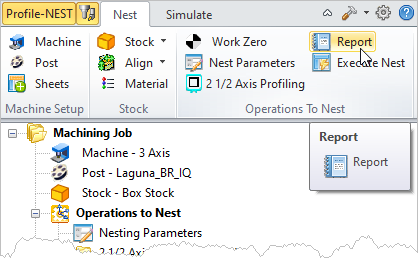 Profile-NEST Nest Simulate
Machine Stock Work Zero Report
Post Align Nest Parameters Execute Nest
Sheets Material 2 1/2 Axis Profiling
Machine Setup Stock Operations To Nest
Machining Job
Machine - 3 Axis
Post - Laguna_BR_IQ
Stock - Box Stock
Operations to Nest
Nesting Parameters
2 1/2 Axis
Report
Report